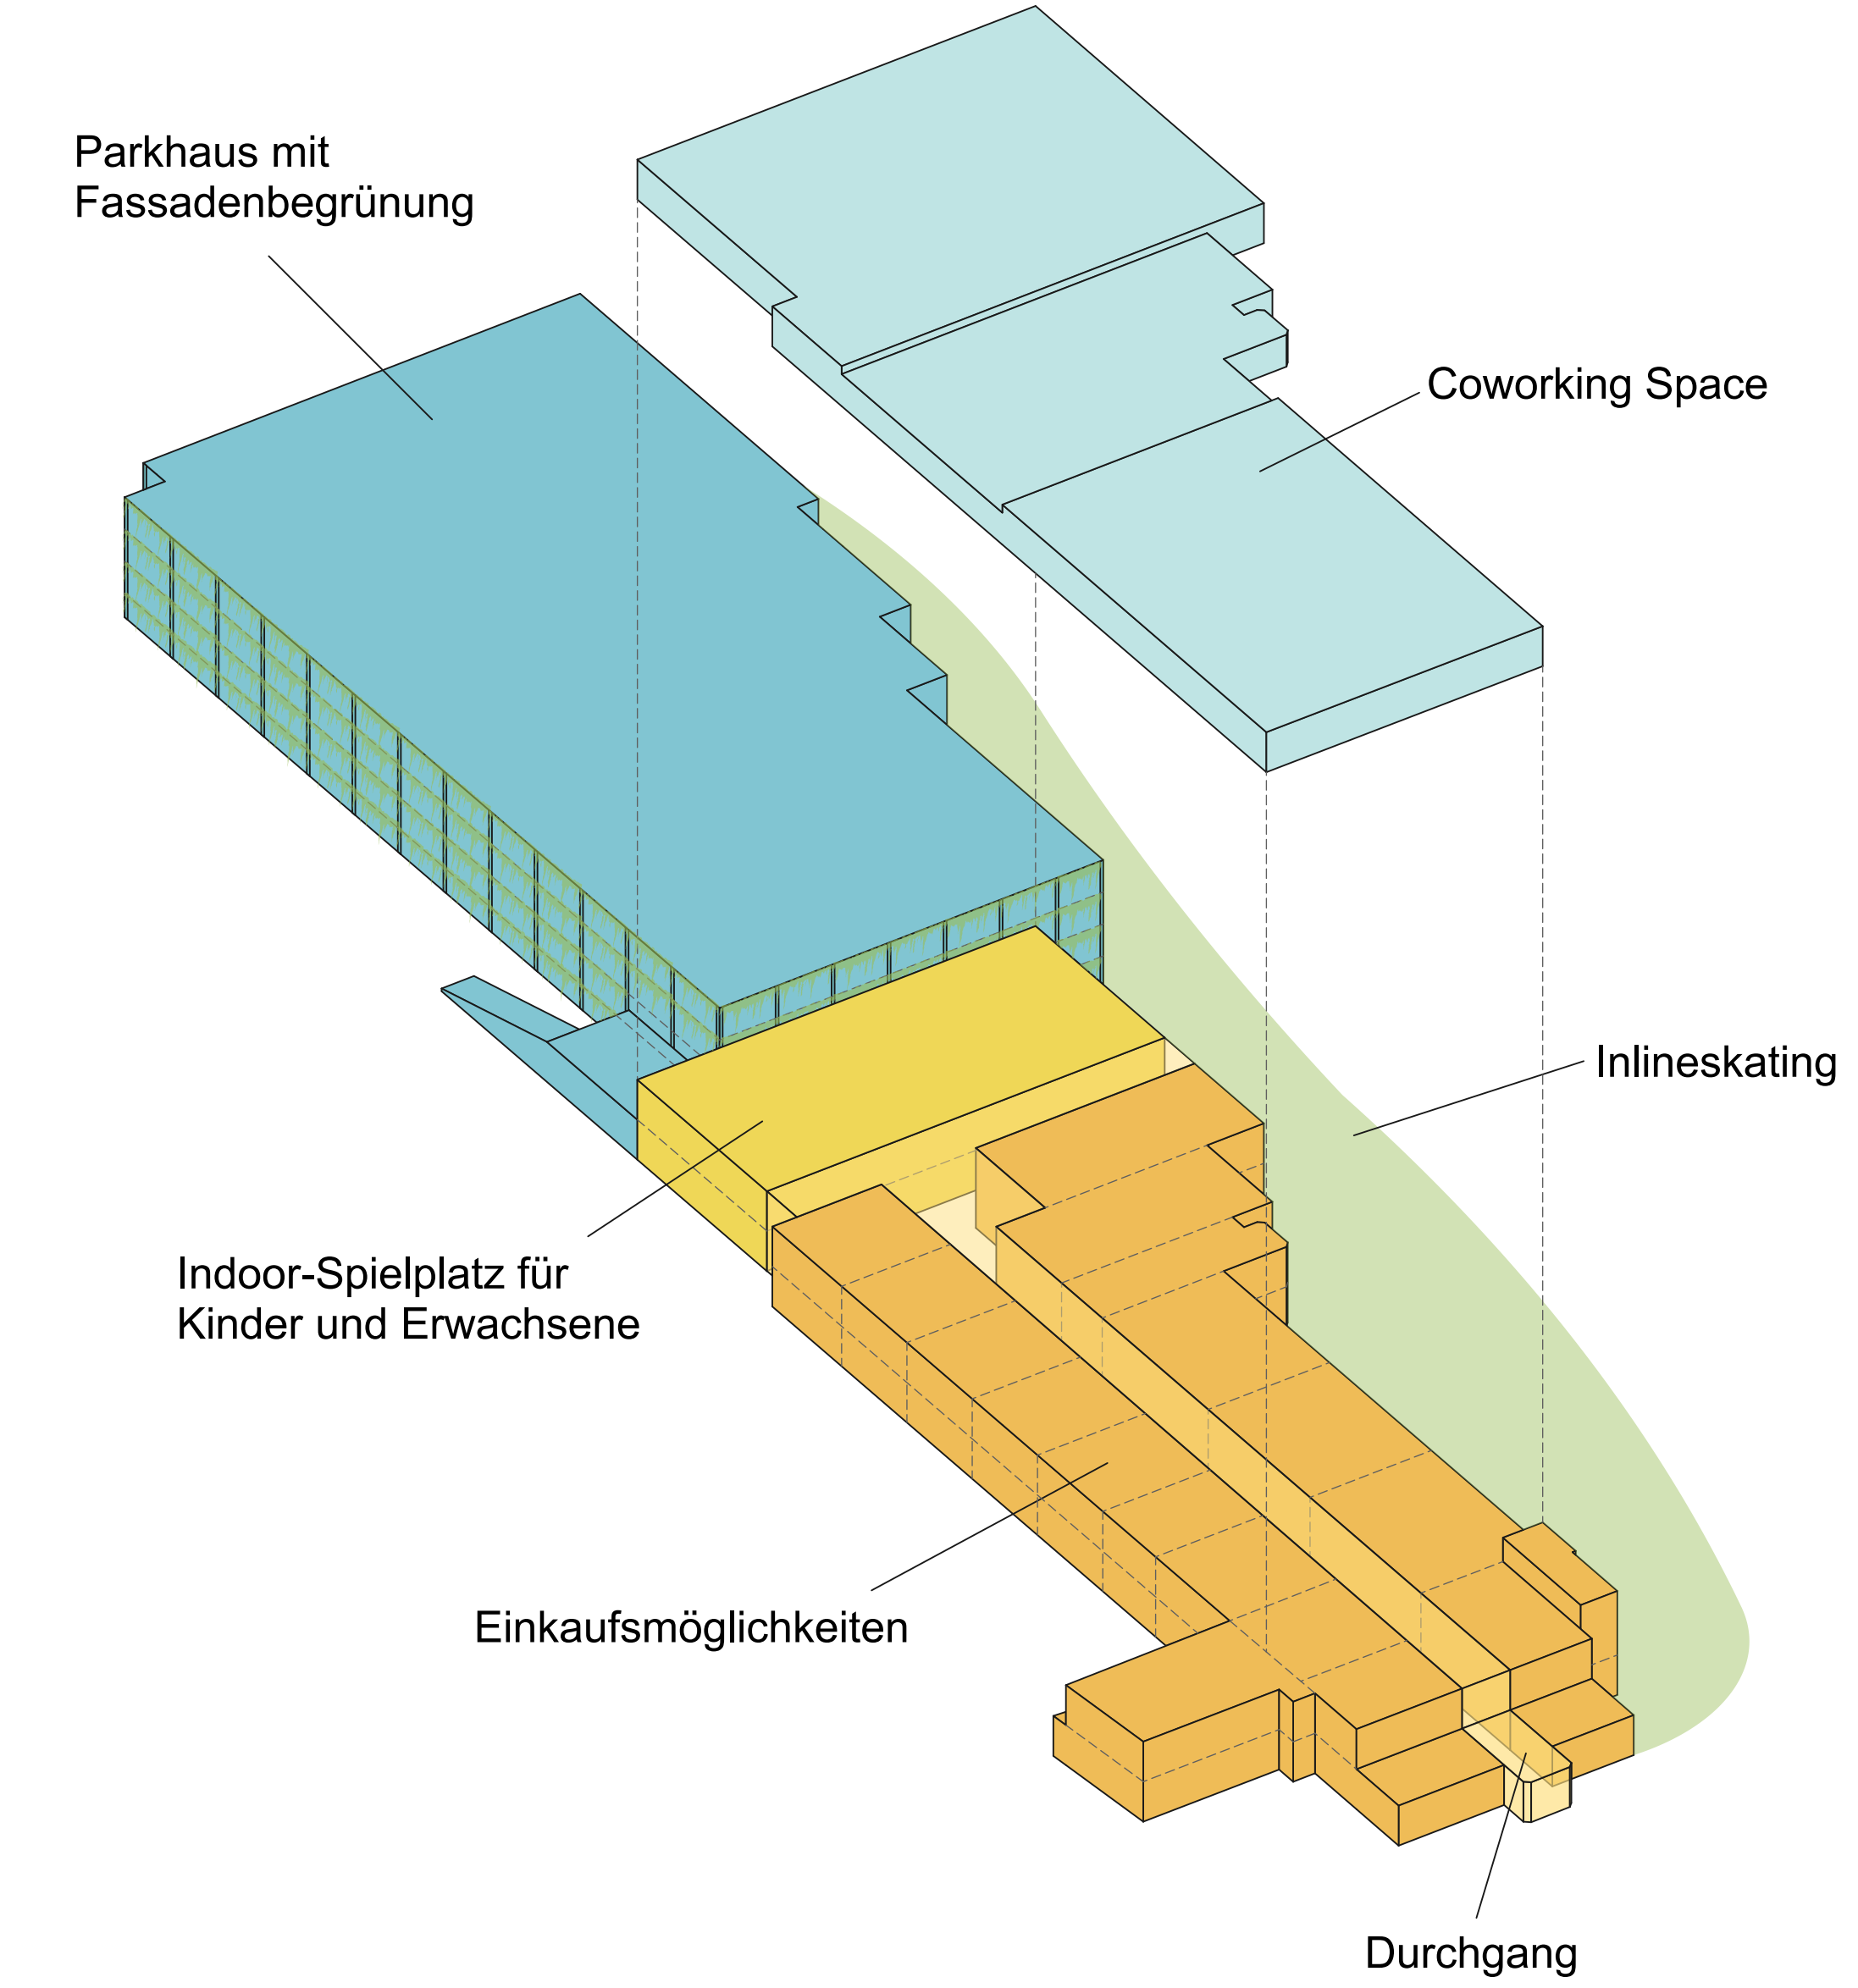 Parkhaus mit
Fassadenbegrünung
Coworking Space
Inlineskating
Indoor-Spielplatz für
Kinder und Erwachsene
Einkaufsmöglichkeiten
Durchgang